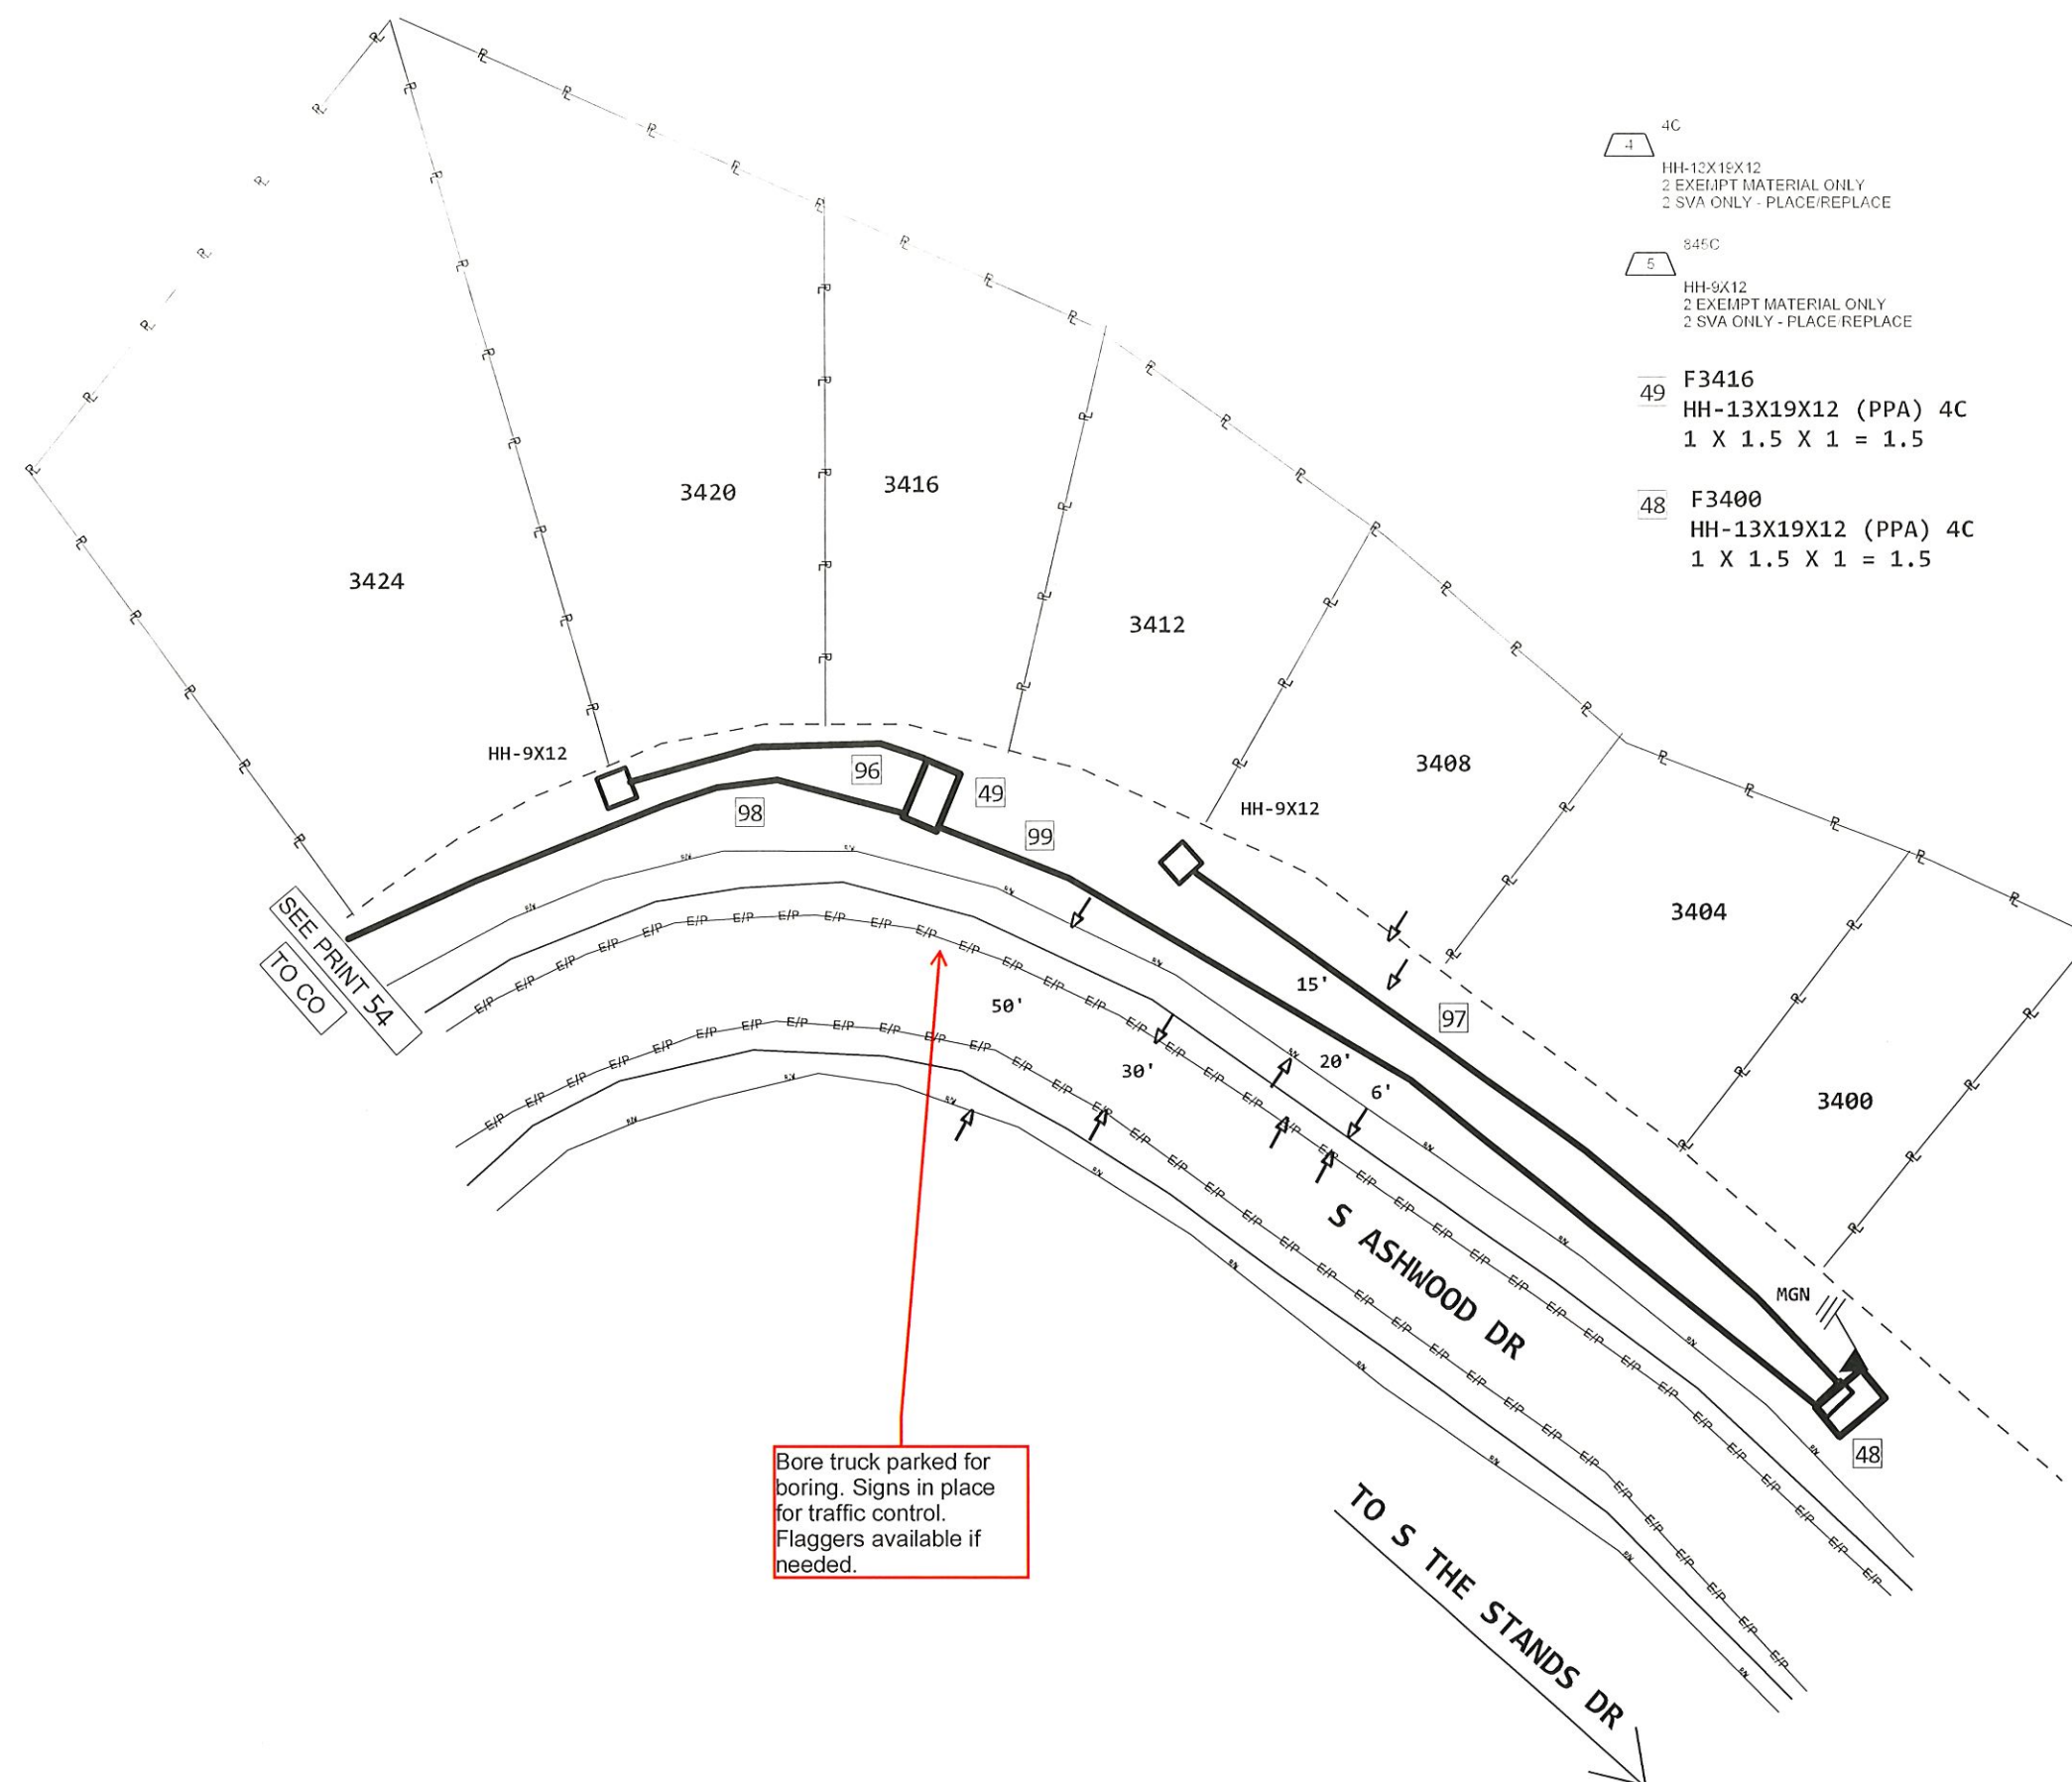 4C
4
HH-13X19X12
2 EXEMPT MATERIAL ONLY
2 SVA ONLY - PLACE/REPLACE
845C
5
HH-9X12
2 EXEMPT MATERIAL ONLY
2 SVA ONLY - PLACE/REPLACE
49
F3416
HH-13X19X12 (PPA) 4C
1 X 1.5 X 1 = 1.5
48
F3400
HH-13X19X12 (PPA) 4C
1 X 1.5 X 1 = 1.5
3424
3420
3416
3412
3408
3404
3400
HH-9X12
96
49
98
99
HH-9X12
97
SEE PRINT 54
TO CO
15'
50'
20'
30'
6'
E/P
S ASHWOOD DR
MGN
48
Bore truck parked for
boring. Signs in place
for traffic control.
Flaggers available if
needed.
TO S THE STANDS DR